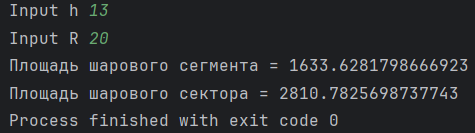 Input h 13
Input R 20
Площадь шарового сегмента = 1633.6281798666923
Площадь шарового сектора = 2810.7825698737743
Process finished with exit code 0